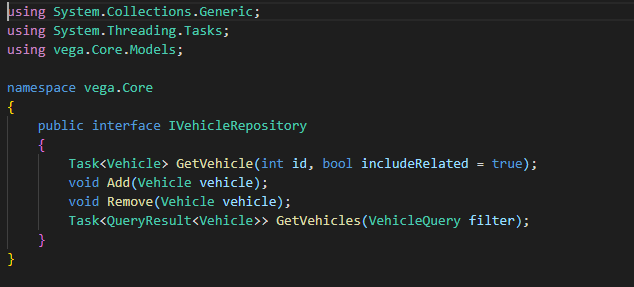 using System.Collections.Generic;
using System.Threading.Tasks;
using vega.Core.Models;

namespace vega.Core
{
    public interface IVehicleRepository
    {
        Task<Vehicle> GetVehicle(int id, bool includeRelated = true);
        void Add(Vehicle vehicle);
        void Remove(Vehicle vehicle);
        Task<QueryResult<Vehicle>> GetVehicles(VehicleQuery filter);
    }
}